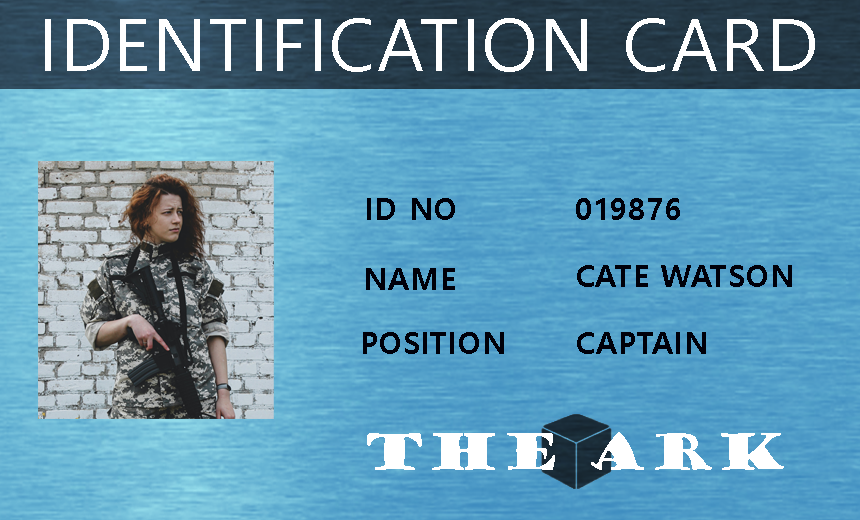 IDENTIFICATION CARD
ID NO 019876
NAME CATE WATSON
POSITION CAPTAIN
THE ARK